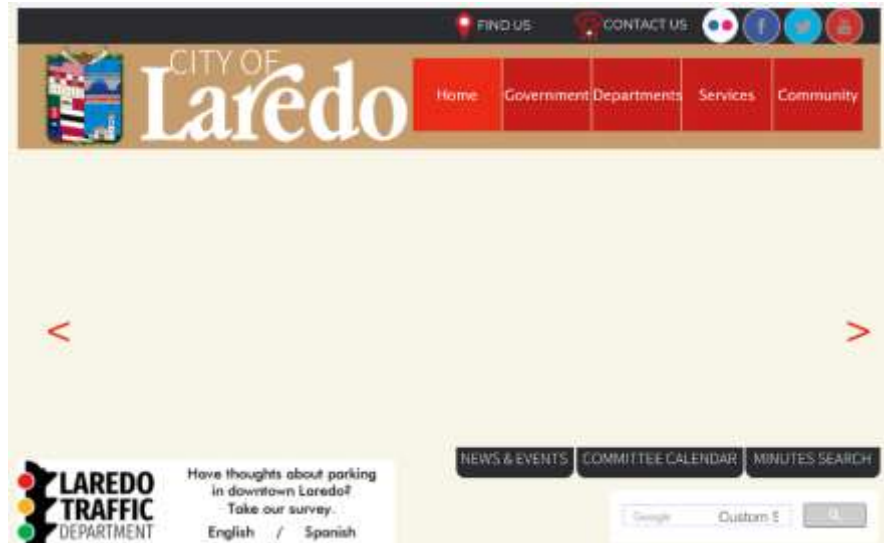 FIND US
CONTACT US
CITY OF
Laredo
Home
Government
Departments
Services
Community
<
>
NEWS & EVENTS
COMMITTEE CALENDAR
MINUTES SEARCH
LAREDO
TRAFFIC
DEPARTMENT
Have thoughts about parking
in downtown Laredo?
Take our survey.
English / Spanish
Google Custom S